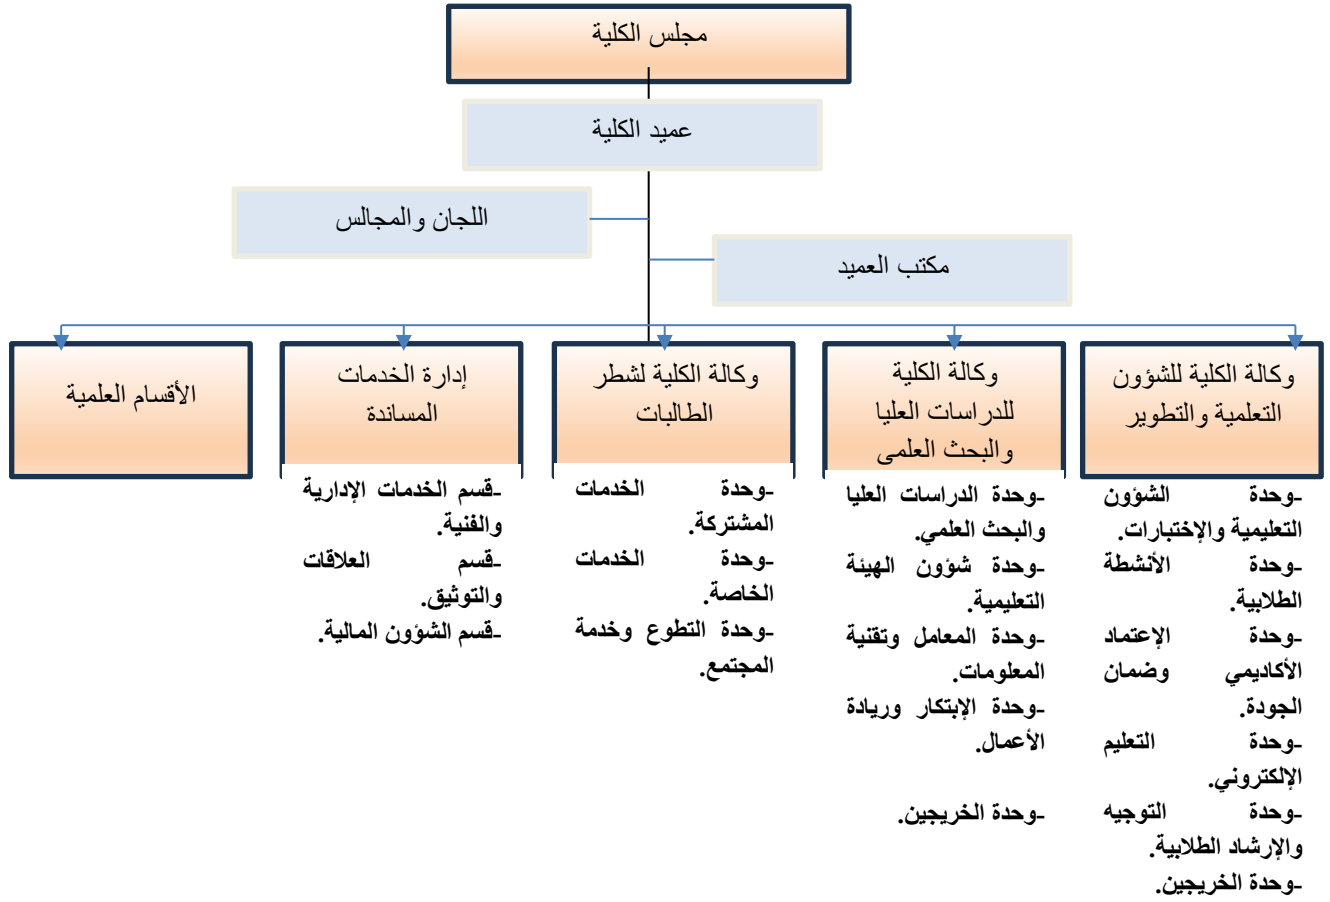 مجلس الكلية
عميد الكلية
اللجان والمجالس
مكتب العميد
وكالة الكلية للشؤون
التعلمية والتطوير
-وحدة الشؤون
التعليمية والإختبارات.
-وحدة الأنشطة
الطلابية.
-وحدة الإعتماد
الأكاديمي وضمان
الجودة.
-وحدة التعليم
الإلكتروني.
-وحدة التوجيه
والإرشاد الطلابية.
-وحدة الخريجين.
وكالة الكلية
للدراسات العليا
والبحث العلمى
-وحدة الدراسات العليا
والبحث العلمي.
-وحدة شؤون الهيئة
التعليمية.
-وحدة المعامل وتقنية
المعلومات.
-وحدة الإبتكار وريادة
الأعمال.
-وحدة الخريجين.
وكالة الكلية لشطر
الطالبات
-وحدة الخدمات
المشتركة.
-وحدة الخدمات
الخاصة.
-وحدة التطوع وخدمة
المجتمع.
إدارة الخدمات
المساندة
-قسم الخدمات الإدارية
والفنية.
-قسم العلاقات
والتوثيق.
-قسم الشؤون المالية.
الأقسام العلمية